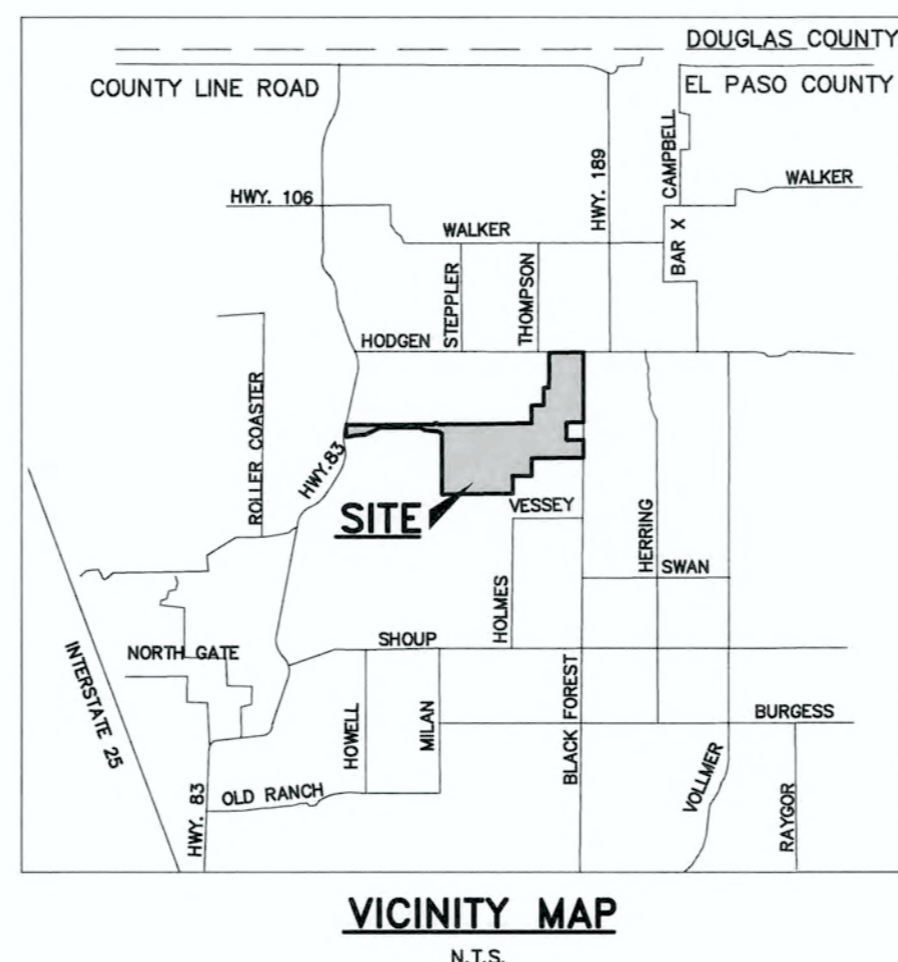 DOUGLAS COUNTY
COUNTY LINE ROAD
EL PASO COUNTY
CAMPBELL
HWY. 189
WALKER
HWY. 106
WALKER
BAR X
STEPPLER
THOMPSON
HODGEN
ROLLER COASTER
HWY.83
SITE
VESSEY
HERRING
SWAN
HOLMES
SHOUP
NORTH GATE
INTERSTATE 25
HOWELL
MILAN
BLACK FOREST
BURGESS
VOLLMER
RAYGOR
HWY. 83
OLD RANCH
VICINITY MAP
N.T.S.